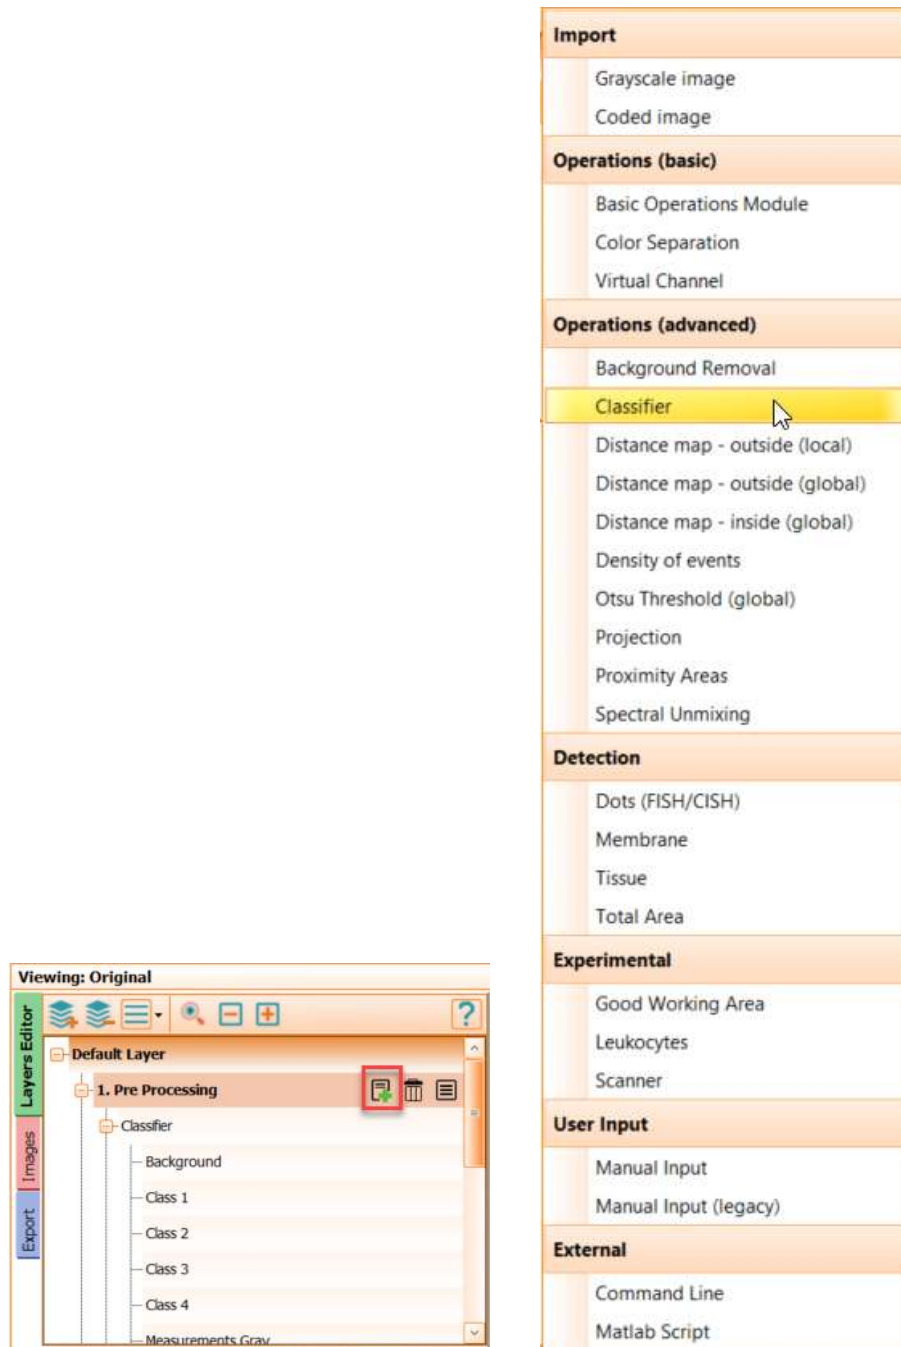 Import
Grayscale image
Coded image
Operations (basic)
Basic Operations Module
Color Separation
Virtual Channel
Operations (advanced)
Background Removal
Classifier
Distance map - outside (local)
Distance map - outside (global)
Distance map - inside (global)
Density of events
Otsu Threshold (global)
Projection
Proximity Areas
Spectral Unmixing
Detection
Dots (FISH/CISH)
Membrane
Tissue
Total Area
Experimental
Good Working Area
Leukocytes
Scanner
User Input
Manual Input
Manual Input (legacy)
External
Command Line
Matlab Script
Viewing: Original
Layers Editor
Images
Export
?
Default Layer
1. Pre Processing
Classifier
Background
Class 1
Class 2
Class 3
Class 4
Measurements Gray